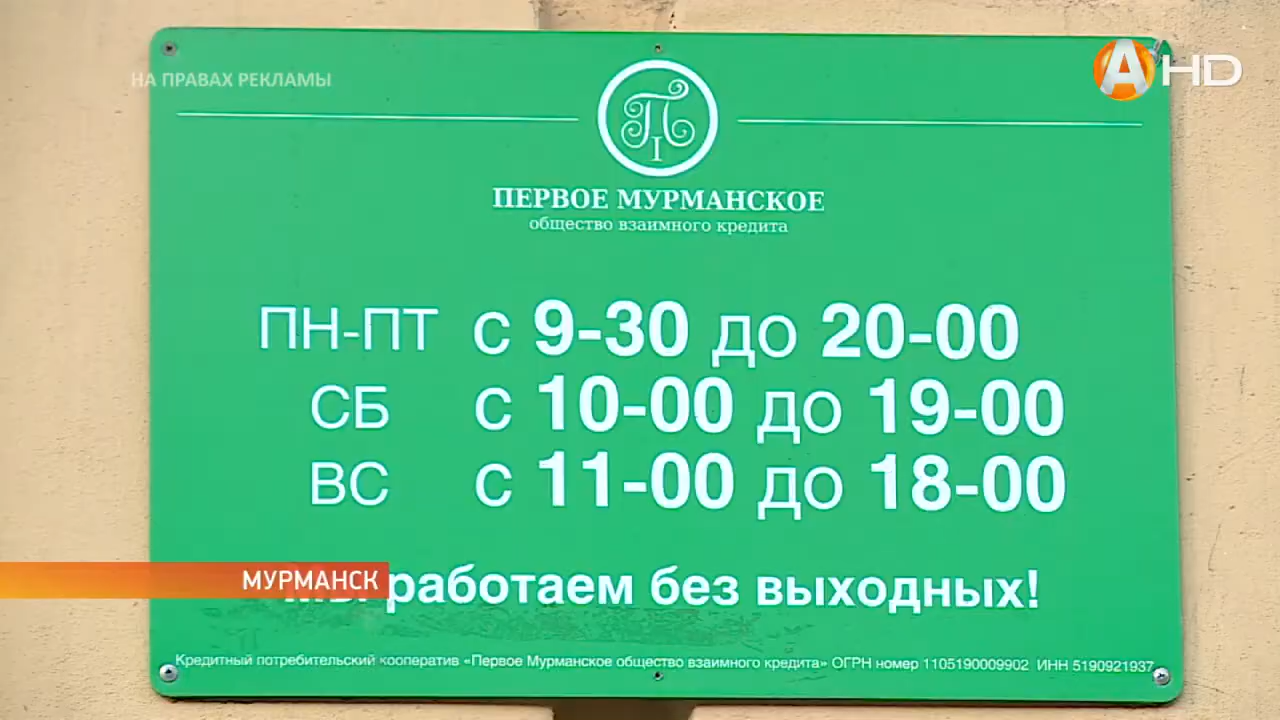 НА ПРАВАХ РЕКЛАМЫ
А HD
П
I
ПЕРВОЕ МУРМАНСКОЕ
общество взаимного кредита
ПН-ПТ с 9-30 до 20-00
СБ с 10-00 до 19-00
ВС с 11-00 до 18-00
МУРМАНСК
работаем без выходных!
Кредитный потребительский кооператив «Первое Мурманское общество взаимного кредита» ОГРН номер 1105190009902 ИНН 5190921937